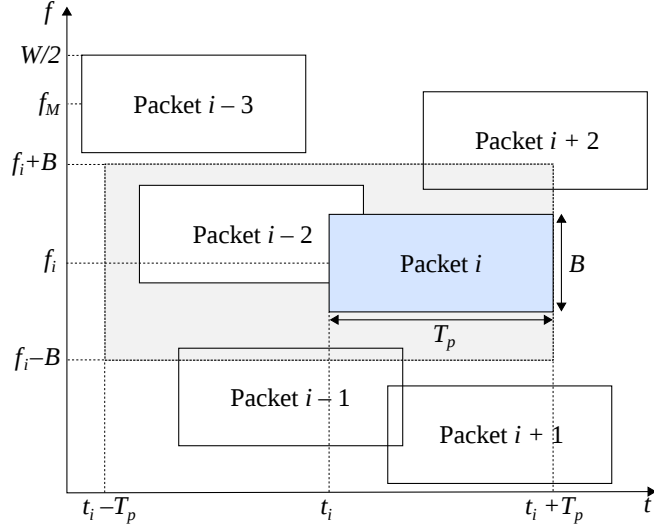 f
W/2
Packet i – 3
f_M
Packet i + 2
f_i+B
Packet i – 2
f_i
Packet i
B
T_p
f_i–B
Packet i – 1
Packet i + 1
t_i –T_p
t_i
t_i +T_p
t